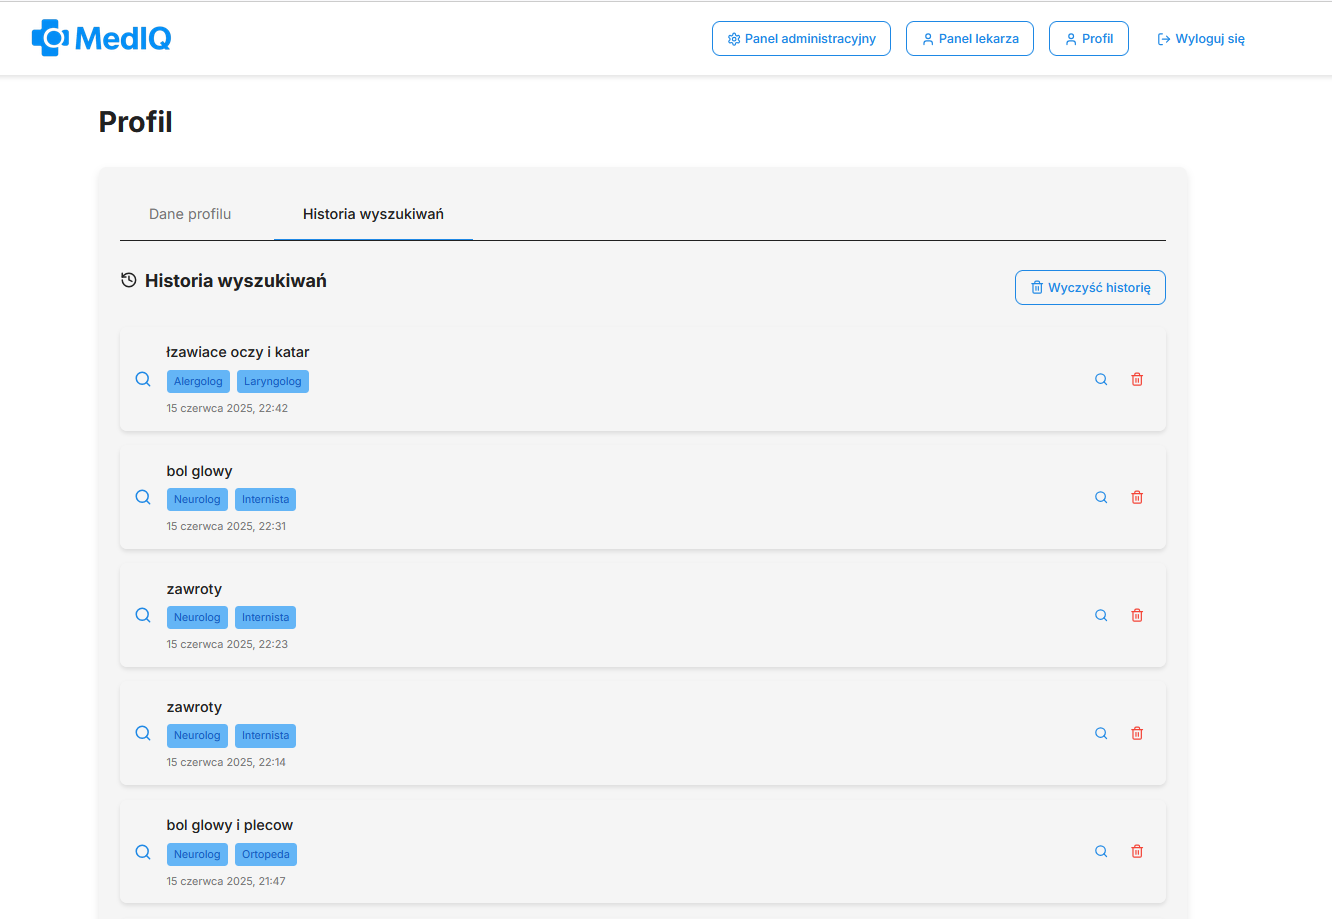 MedIQ
Panel administracyjny
Panel lekarza
Profil
Wyloguj się
Profil
Dane profilu
Historia wyszukiwań
Historia wyszukiwań
Wyczyść historię
łzawiace oczy i katar
Alergolog Laryngolog
15 czerwca 2025, 22:42
bol glowy
Neurolog Internista
15 czerwca 2025, 22:31
zawroty
Neurolog Internista
15 czerwca 2025, 22:23
zawroty
Neurolog Internista
15 czerwca 2025, 22:14
bol glowy i plecow
Neurolog Ortopeda
15 czerwca 2025, 21:47